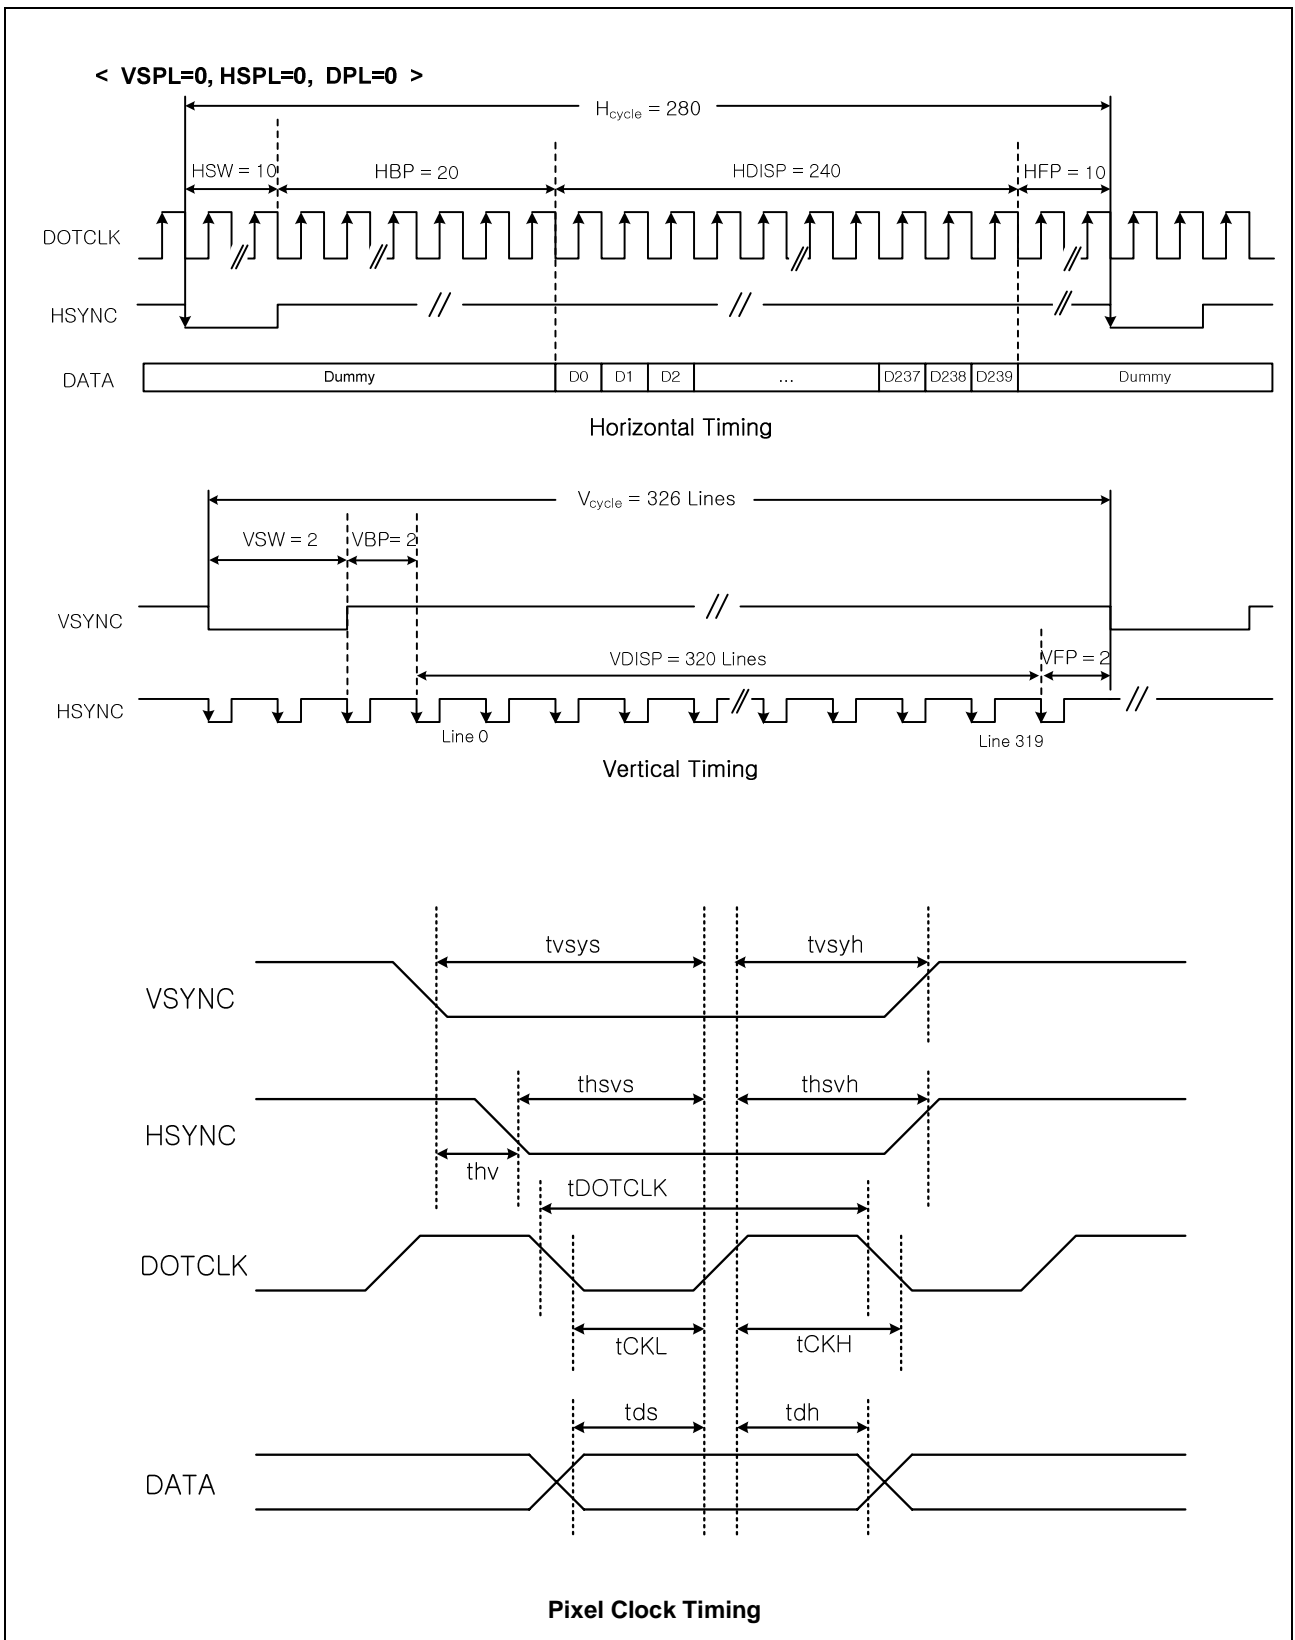 < VSPL=0, HSPL=0, DPL=0 >
Hcycle = 280
HSW = 10 HBP = 20 HDISP = 240 HFP = 10
DOTCLK
HSYNC
DATA Dummy D0 D1 D2 ... D237 D238 D239 Dummy
Horizontal Timing
Vcycle = 326 Lines
VSW = 2 VBP= 2
VSYNC
VDISP = 320 Lines VFP = 2
HSYNC
Line 0 Line 319
Vertical Timing
tvsys tvsyh
VSYNC
thsvs thsvh
HSYNC
thv
tDOTCLK
DOTCLK
tCKL tCKH
tds tdh
DATA
Pixel Clock Timing